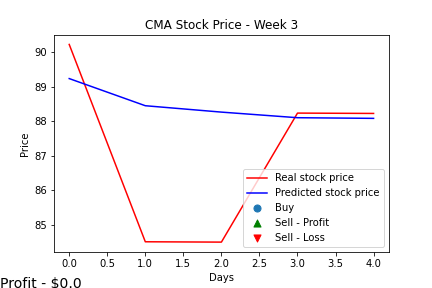 CMA Stock Price - Week 3
Price
90
89
88
87
86
85
Real stock price
Predicted stock price
Buy
Sell - Profit
Sell - Loss
0.0 0.5 1.0 1.5 2.0 2.5 3.0 3.5 4.0
Days
Profit - $0.0